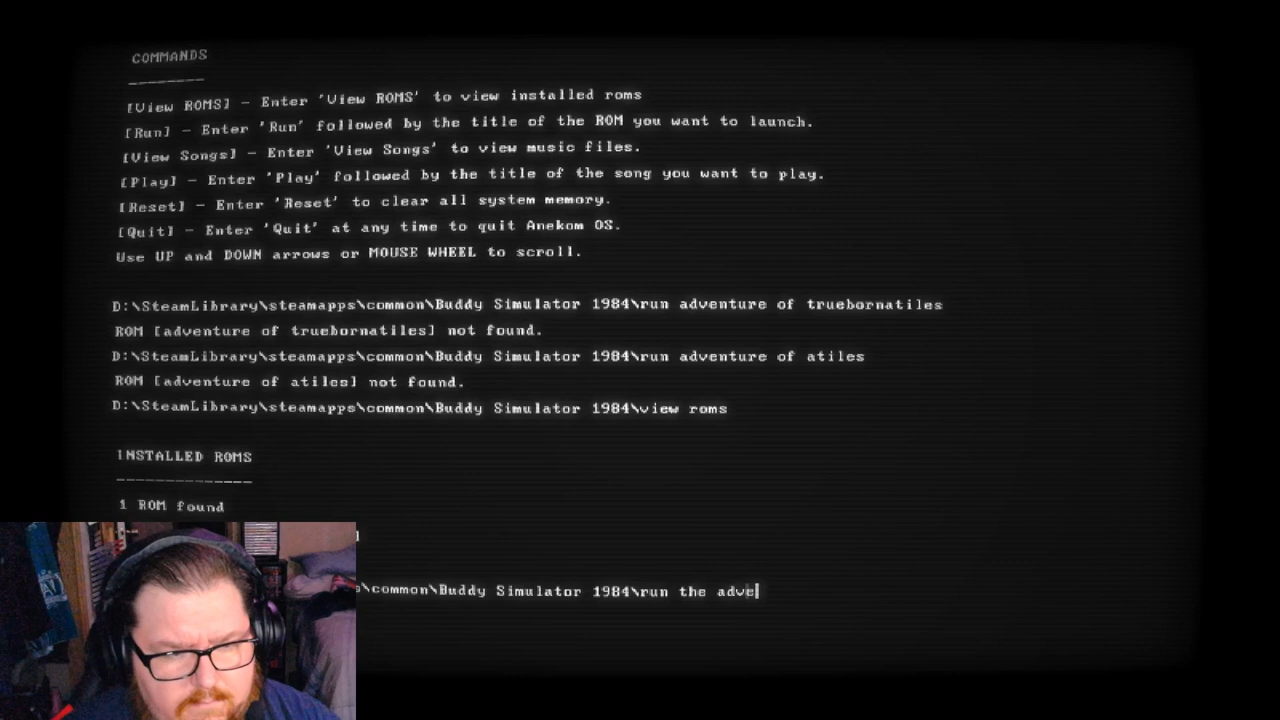 COMMANDS
--------
[View ROMS] - Enter 'View ROMS' to view installed roms
[Run] - Enter 'Run' followed by the title of the ROM you want to launch.
[View Songs] - Enter 'View Songs' to view music files.
[Play] - Enter 'Play' followed by the title of the song you want to play.
[Reset] - Enter 'Reset' to clear all system memory.
[Quit] - Enter 'Quit' at any time to quit Anekom OS.
Use UP and DOWN arrows or MOUSE WHEEL to scroll.
D:\SteamLibrary\steamapps\common\Buddy Simulator 1984\run adventure of truebornatiles
ROM [adventure of truebornatiles] not found.
D:\SteamLibrary\steamapps\common\Buddy Simulator 1984\run adventure of atiles
ROM [adventure of atiles] not found.
D:\SteamLibrary\steamapps\common\Buddy Simulator 1984\view roms
INSTALLED ROMS
--------------
1 ROM found
\common\Buddy Simulator 1984\run the adve